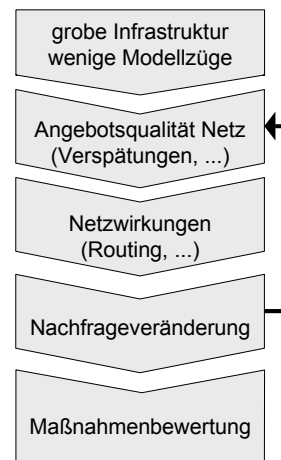 grobe Infrastruktur
wenige Modellzüge
Angebotsqualität Netz
(Verspätungen, ...)
Netzwirkungen
(Routing, ...)
Nachfrageveränderung
Maßnahmenbewertung